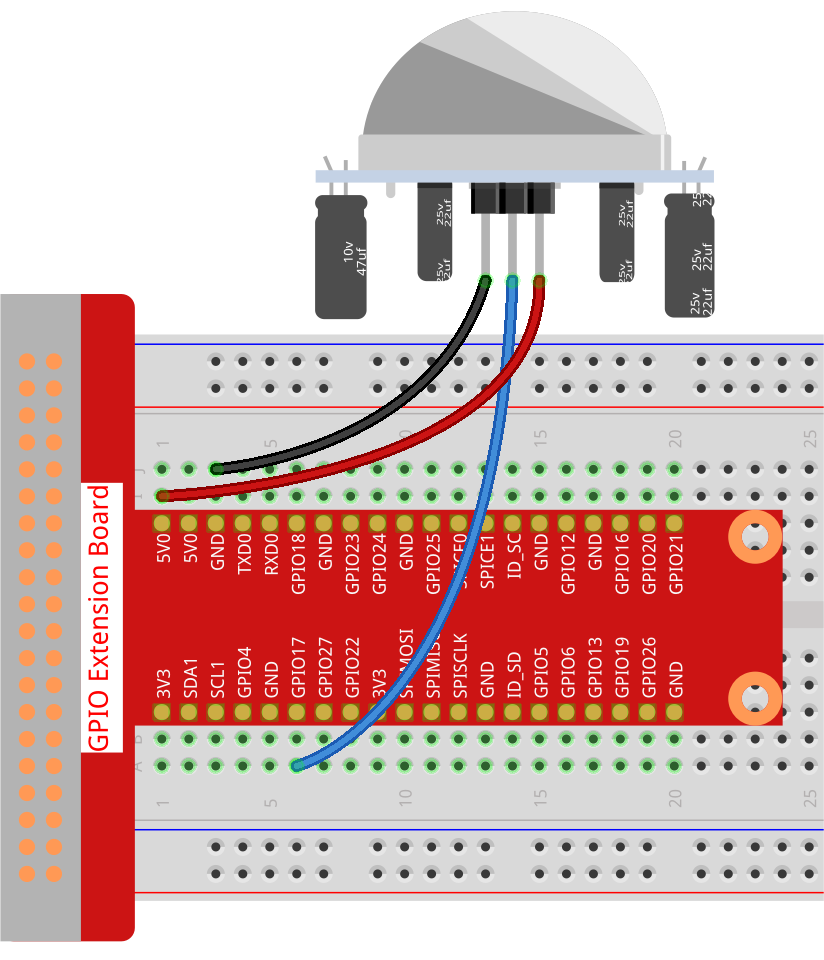 10v
47uf
25v
22uf
25v
22uf
25v
22uf
25v
22uf
25
22
25v
22uf
25v
22uf
1
5
15
20
25
J
5V0
5V0
GND
TXD0
RXD0
GPIO18
GND
GPIO23
GPIO24
GND
GPIO25
SPICE1
ID_SC
GND
GPIO12
GND
GPIO16
GPIO20
GPIO21
GPIO Extension Board
3V3
SDA1
SCL1
GPIO4
GND
GPIO17
GPIO27
GPIO22
3V3
SPIMOSI
SPIMISO
SPISCLK
GND
ID_SD
GPIO5
GPIO6
GPIO13
GPIO19
GPIO26
GND
B
A
1
5
10
15
20
25